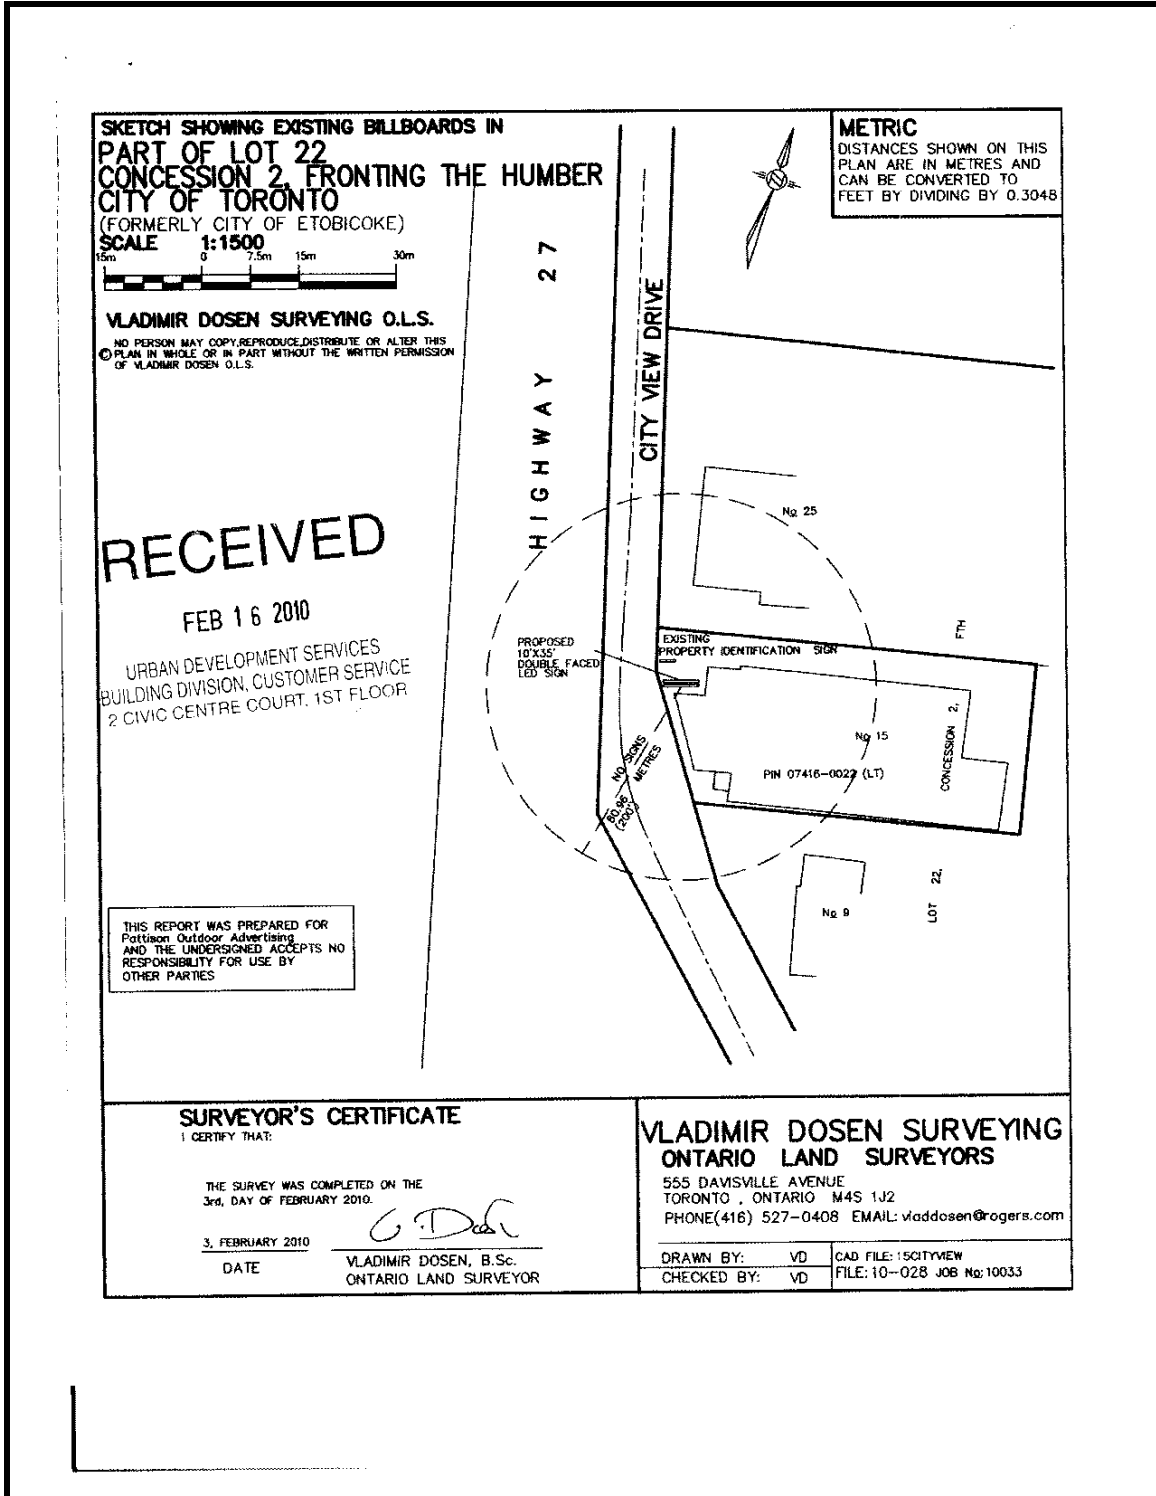 SKETCH SHOWING EXISTING BILLBOARDS IN
PART OF LOT 22
CONCESSION 2, FRONTING THE HUMBER
CITY OF TORONTO
(FORMERLY CITY OF ETOBICOKE)
SCALE 1:1500
15m 0 7.5m 15m 30m
VLADIMIR DOSEN SURVEYING O.L.S.
NO PERSON MAY COPY,REPRODUCE,DISTRIBUTE OR ALTER THIS
© PLAN IN WHOLE OR IN PART WITHOUT THE WRITTEN PERMISSION
OF VLADIMIR DOSEN O.L.S.
METRIC
DISTANCES SHOWN ON THIS
PLAN ARE IN METRES AND
CAN BE CONVERTED TO
FEET BY DIVIDING BY 0.3048
N
HIGHWAY 27
CITY VIEW DRIVE
RECEIVED
FEB 16 2010
URBAN DEVELOPMENT SERVICES
BUILDING DIVISION, CUSTOMER SERVICE
2 CIVIC CENTRE COURT, 1ST FLOOR
No 25
PROPOSED
10'X35'
DOUBLE FACED
LED SIGN
EXISTING
PROPERTY IDENTIFICATION SIGN
FTH
No 15
PIN 07416-0022 (LT)
CONCESSION 2,
NO SIGNS
METRES
60.96
(200')
No 9
LOT 22,
THIS REPORT WAS PREPARED FOR
Pattison Outdoor Advertising
AND THE UNDERSIGNED ACCEPTS NO
RESPONSIBILITY FOR USE BY
OTHER PARTIES
SURVEYOR'S CERTIFICATE
I CERTIFY THAT:
THE SURVEY WAS COMPLETED ON THE
3rd, DAY OF FEBRUARY 2010.
3, FEBRUARY 2010
DATE
VLADIMIR DOSEN, B.Sc.
ONTARIO LAND SURVEYOR
VLADIMIR DOSEN SURVEYING
ONTARIO LAND SURVEYORS
555 DAVISVILLE AVENUE
TORONTO , ONTARIO M4S 1J2
PHONE(416) 527-0408 EMAIL: vladdosen@rogers.com
DRAWN BY: VD
CHECKED BY: VD
CAD FILE: 15CITYVIEW
FILE: 10-028 JOB No: 10033